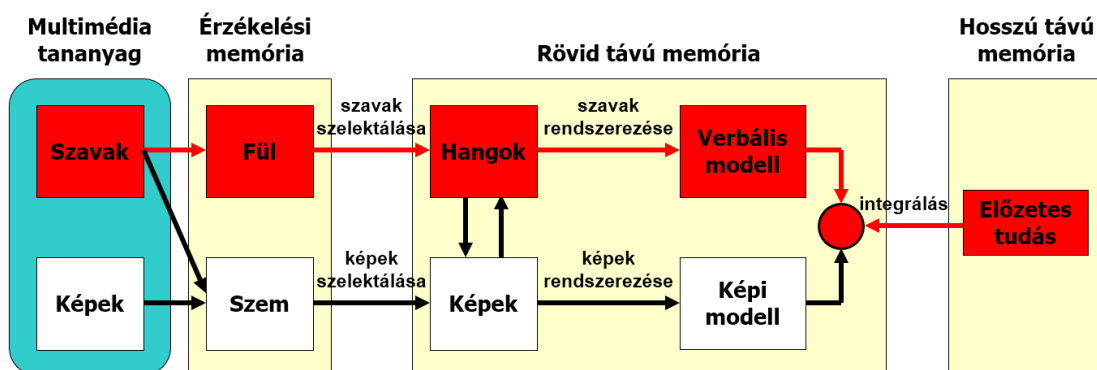 Multimédia
tananyag
Érzékelési
memória
Rövid távú memória
Hosszú távú
memória
Szavak
Fül
szavak
szelektálása
Hangok
szavak
rendszerezése
Verbális
modell
integrálás
Előzetes
tudás
Képek
Szem
képek
szelektálása
Képek
képek
rendszerezése
Képi
modell